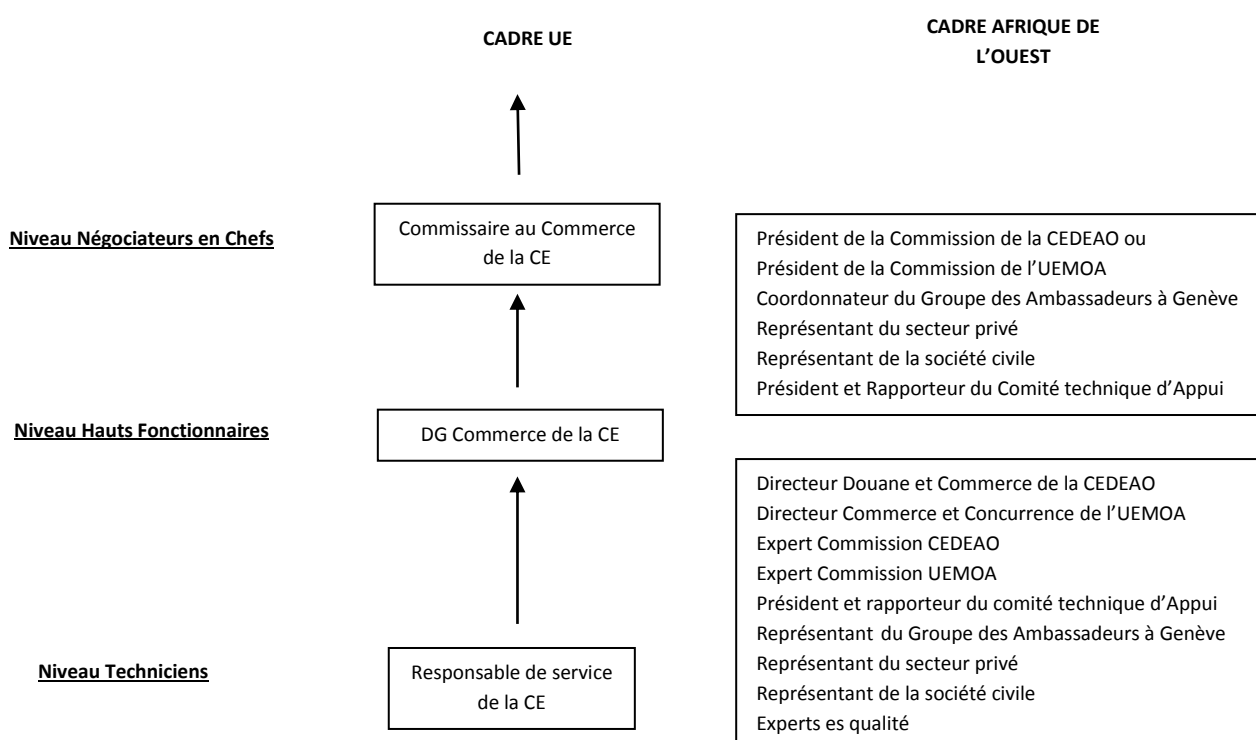 CADRE UE
CADRE AFRIQUE DE
L’OUEST
Niveau Négociateurs en Chefs
Commissaire au Commerce
de la CE
Président de la Commission de la CEDEAO ou
Président de la Commission de l’UEMOA
Coordonnateur du Groupe des Ambassadeurs à Genève
Représentant du secteur privé
Représentant de la société civile
Président et Rapporteur du Comité technique d’Appui
Niveau Hauts Fonctionnaires
DG Commerce de la CE
Directeur Douane et Commerce de la CEDEAO
Directeur Commerce et Concurrence de l’UEMOA
Expert Commission CEDEAO
Expert Commission UEMOA
Président et rapporteur du comité technique d’Appui
Représentant du Groupe des Ambassadeurs à Genève
Représentant du secteur privé
Représentant de la société civile
Experts es qualité
Niveau Techniciens
Responsable de service
de la CE